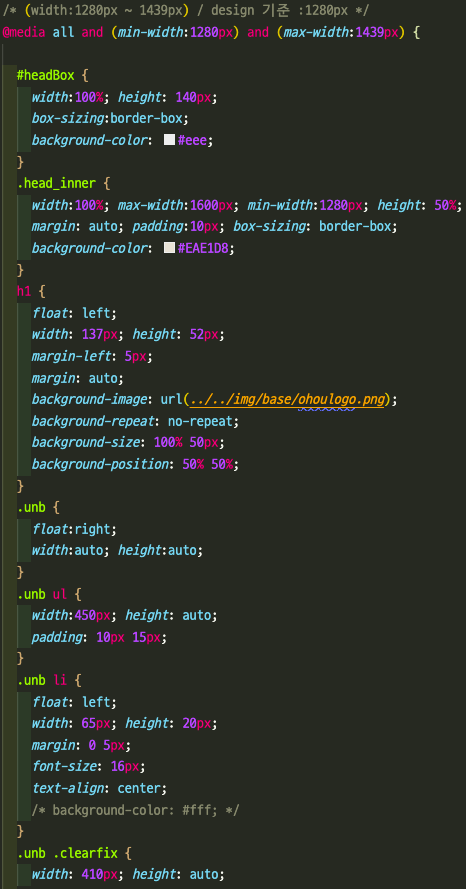 /* (width:1280px ~ 1439px) / design 기준 :1280px */
@media all and (min-width:1280px) and (max-width:1439px) {
#headBox {
width:100%; height: 140px;
box-sizing:border-box;
background-color: #eee;
}
.head_inner {
width:100%; max-width:1600px; min-width:1280px; height: 50%;
margin: auto; padding:10px; box-sizing: border-box;
background-color: #EAE1D8;
}
h1 {
float: left;
width: 137px; height: 52px;
margin-left: 5px;
margin: auto;
background-image: url(../../img/base/ohoulogo.png);
background-repeat: no-repeat;
background-size: 100% 50px;
background-position: 50% 50%;
}
.unb {
float:right;
width:auto; height:auto;
}
.unb ul {
width:450px; height: auto;
padding: 10px 15px;
}
.unb li {
float: left;
width: 65px; height: 20px;
margin: 0 5px;
font-size: 16px;
text-align: center;
/* background-color: #fff; */
}
.unb .clearfix {
width: 410px; height: auto;